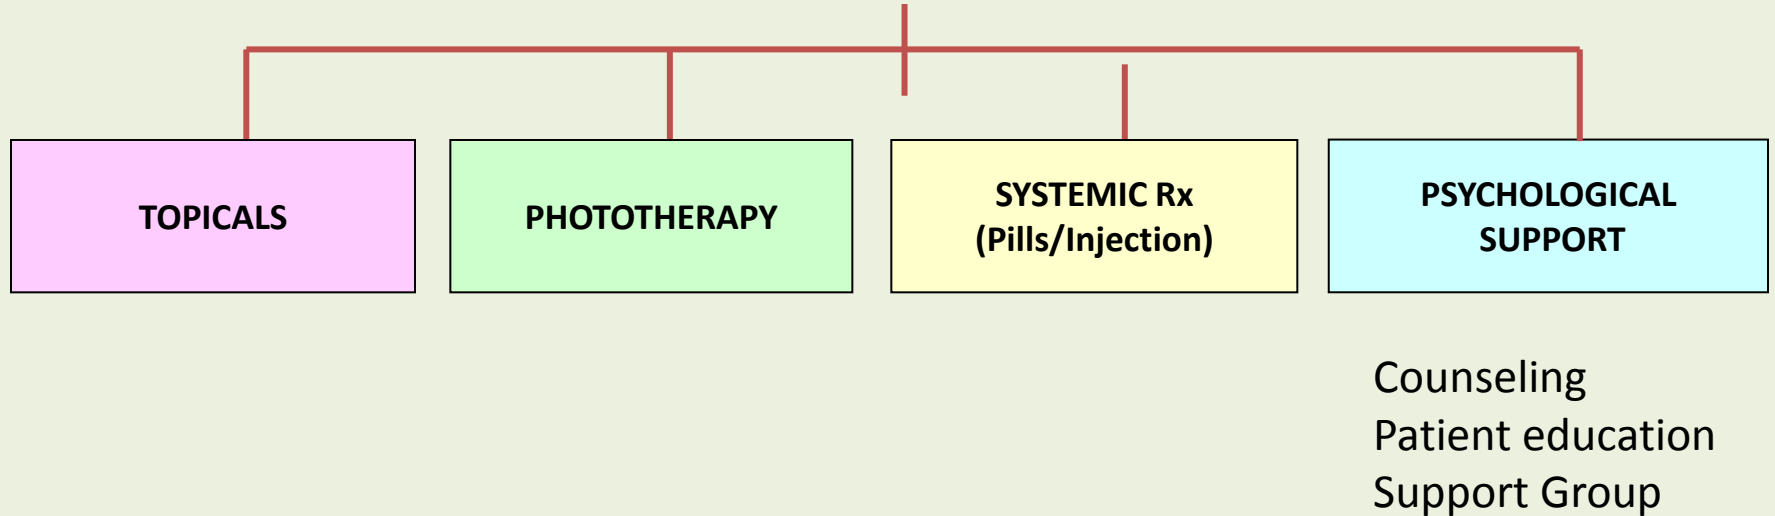 TOPICALS
PHOTOTHERAPY
SYSTEMIC Rx
(Pills/Injection)
PSYCHOLOGICAL
SUPPORT
Counseling
Patient education
Support Group